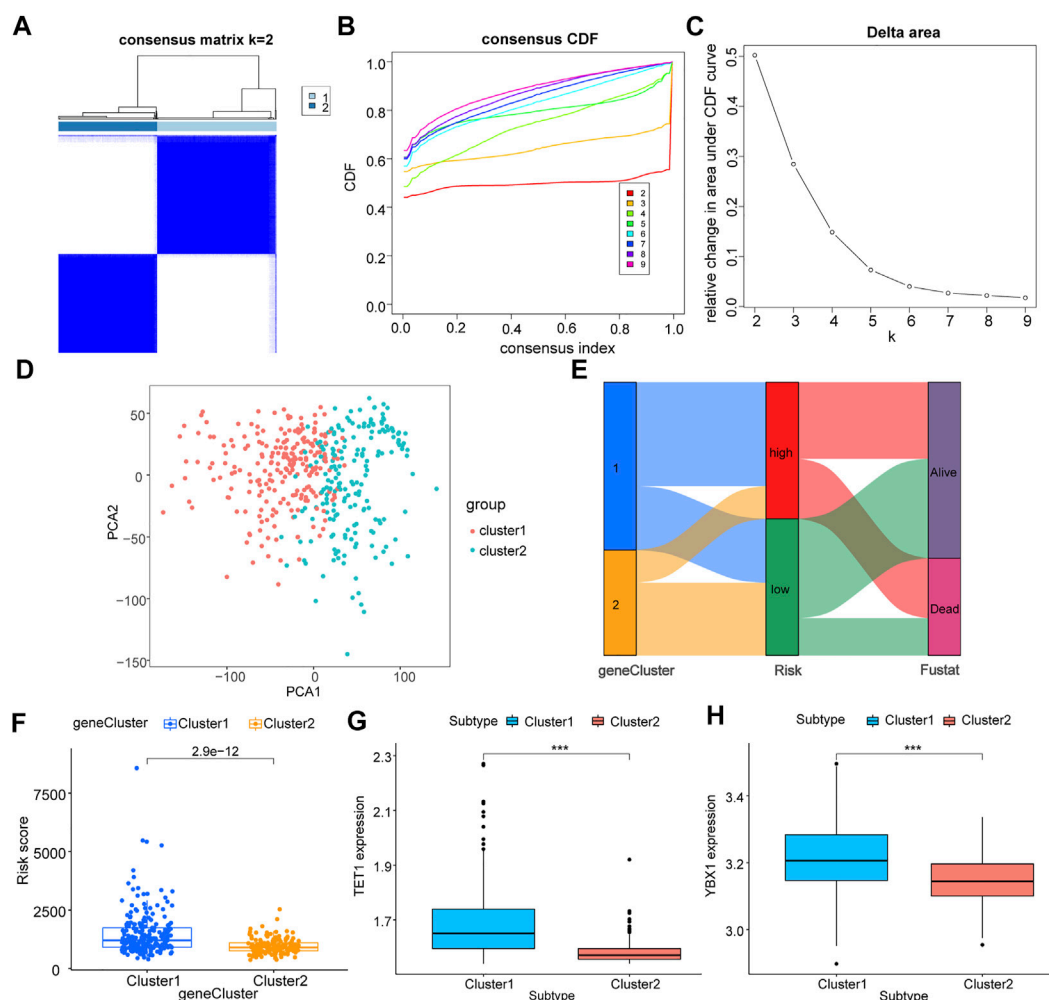 A
consensus matrix k=2
1
2
B
consensus CDF
CDF
1.0
0.8
0.6
0.4
0.2
0.0
2
3
4
5
6
7
8
9
0.0 0.2 0.4 0.6 0.8 1.0
consensus index
C
Delta area
relative change in area under CDF curve
0.5
0.4
0.3
0.2
0.1
0.0
2 3 4 5 6 7 8 9
k
D
PCA2
50
0
−50
−100
−150
−100 0 100
PCA1
group
cluster1
cluster2
E
1
2
high
low
Alive
Dead
geneCluster Risk Fustat
F
geneCluster Cluster1 Cluster2
2.9e−12
Risk score
7500
5000
2500
0
Cluster1 Cluster2
geneCluster
G
Subtype Cluster1 Cluster2
***
TET1 expression
2.3
2.1
1.9
1.7
Cluster1 Cluster2
Subtype
H
Subtype Cluster1 Cluster2
***
YBX1 expression
3.4
3.2
3.0
Cluster1 Cluster2
Subtype